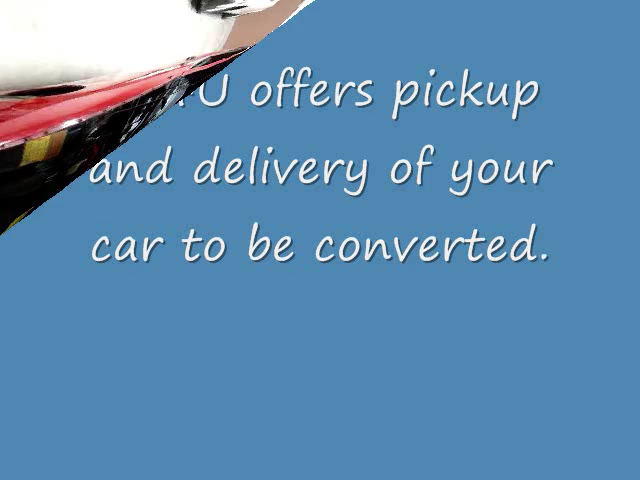 offers pickup
and delivery of your
car to be converted.